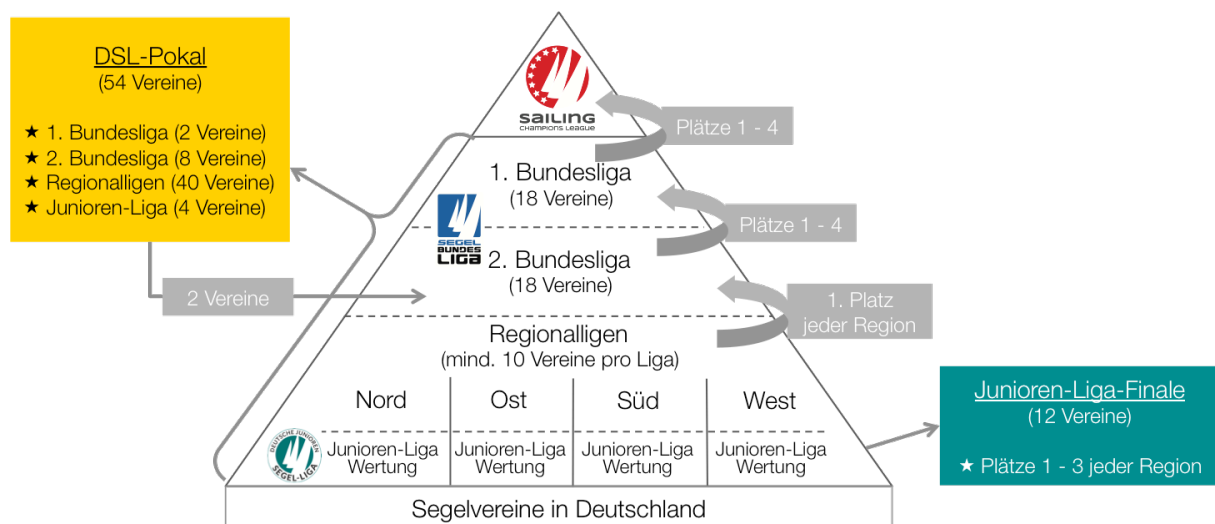 DSL-Pokal
(54 Vereine)
★ 1. Bundesliga (2 Vereine)
★ 2. Bundesliga (8 Vereine)
★ Regionalligen (40 Vereine)
★ Junioren-Liga (4 Vereine)
2 Vereine
SAILING
CHAMPIONS LEAGUE
Plätze 1 - 4
1. Bundesliga
(18 Vereine)
SEGEL
BUNDES
LIGA
Plätze 1 - 4
2. Bundesliga
(18 Vereine)
1. Platz
jeder Region
Regionalligen
(mind. 10 Vereine pro Liga)
Nord
Ost
Süd
West
DEUTSCHE JUNIOREN
SEGEL-LIGA
Junioren-Liga
Wertung
Junioren-Liga
Wertung
Junioren-Liga
Wertung
Junioren-Liga
Wertung
Junioren-Liga-Finale
(12 Vereine)
★ Plätze 1 - 3 jeder Region
Segelvereine in Deutschland